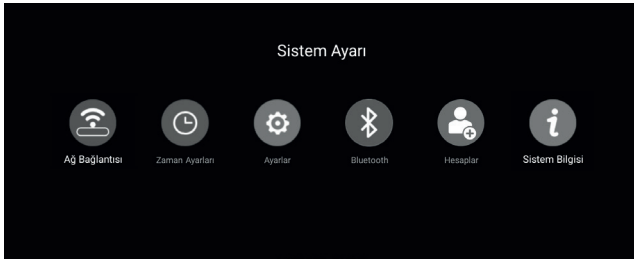 Sistem Ayarı
Ağ Bağlantısı
Zaman Ayarları
Ayarlar
Bluetooth
Hesaplar
Sistem Bilgisi